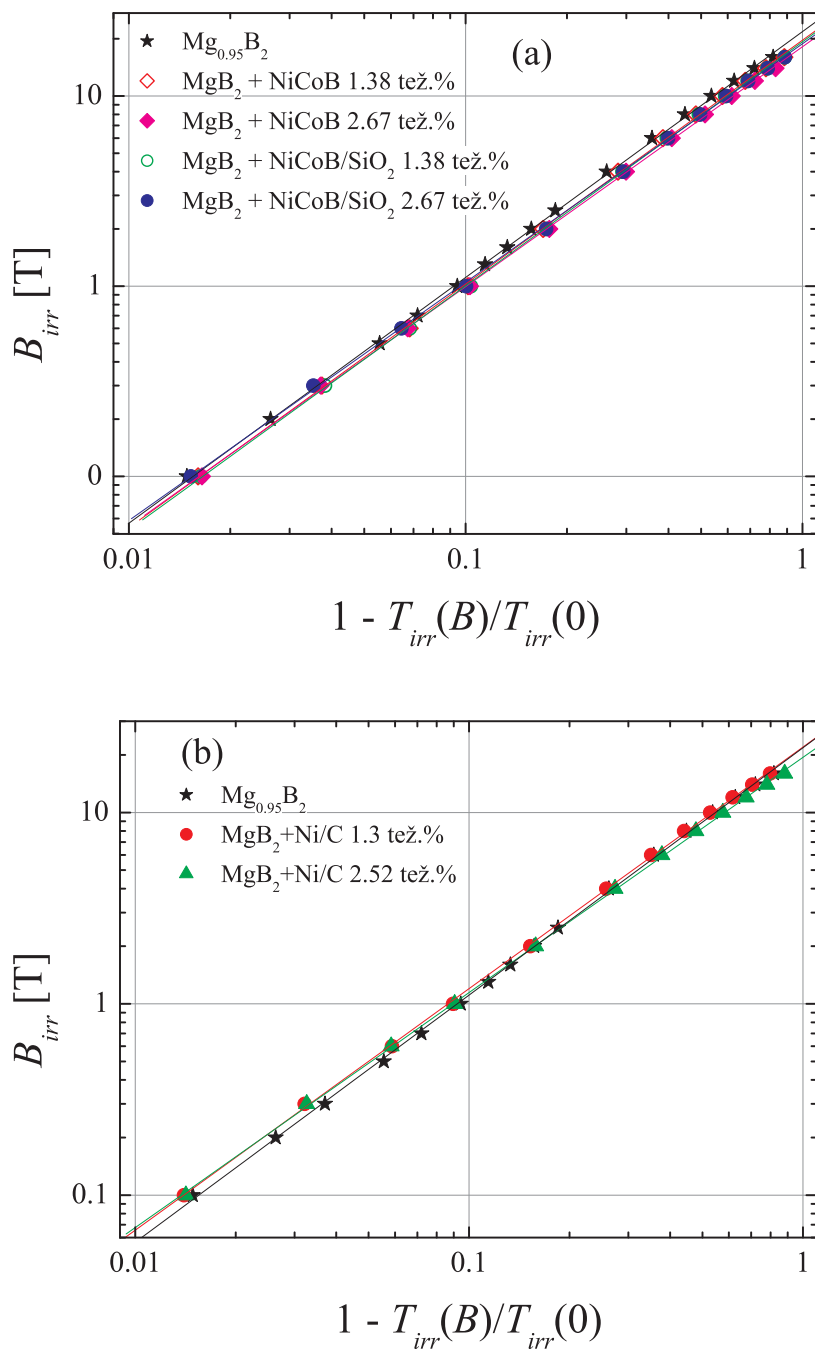 (a)
Mg0.95B2
MgB2 + NiCoB 1.38 tež.%
MgB2 + NiCoB 2.67 tež.%
MgB2 + NiCoB/SiO2 1.38 tež.%
MgB2 + NiCoB/SiO2 2.67 tež.%
10
1
0
Birr [T]
0.01 0.1 1
1 - Tirr(B)/Tirr(0)
(b)
Mg0.95B2
MgB2+Ni/C 1.3 tež.%
MgB2+Ni/C 2.52 tež.%
10
1
0.1
Birr [T]
0.01 0.1 1
1 - Tirr(B)/Tirr(0)